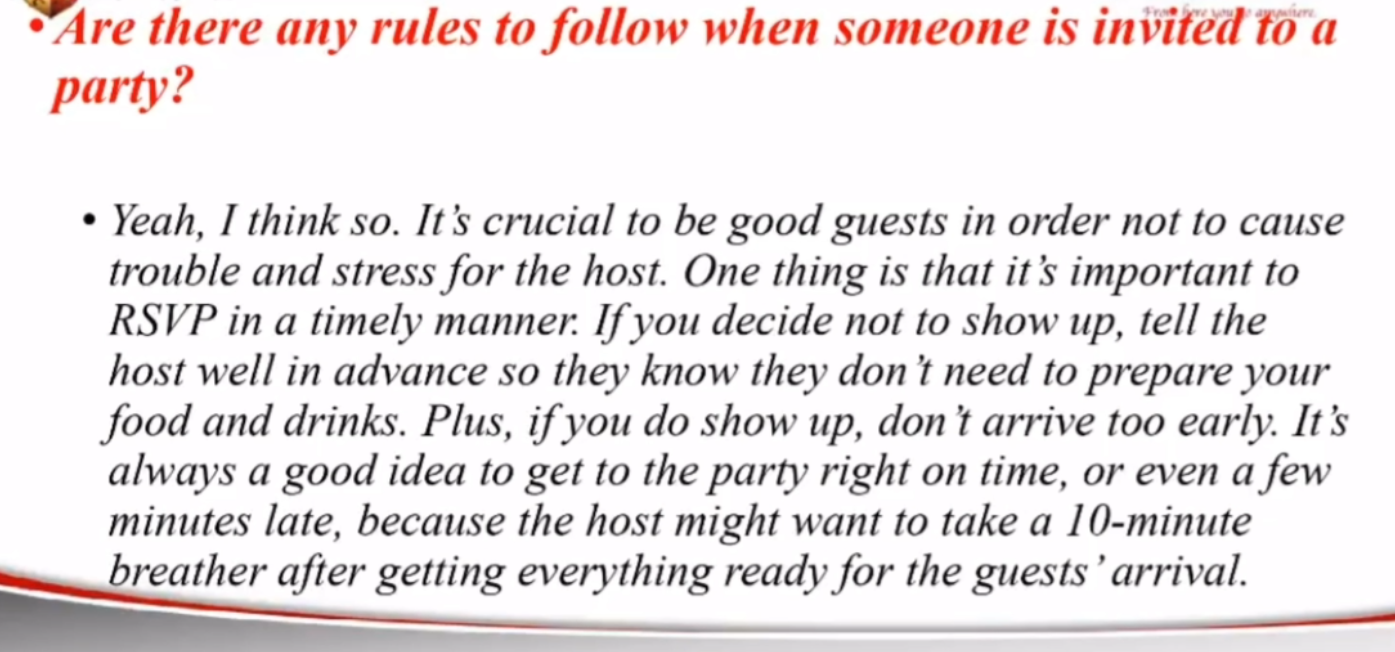 From here you go anywhere
• Are there any rules to follow when someone is invited to a
party?
• Yeah, I think so. It’s crucial to be good guests in order not to cause
trouble and stress for the host. One thing is that it’s important to
RSVP in a timely manner. If you decide not to show up, tell the
host well in advance so they know they don’t need to prepare your
food and drinks. Plus, if you do show up, don’t arrive too early. It’s
always a good idea to get to the party right on time, or even a few
minutes late, because the host might want to take a 10-minute
breather after getting everything ready for the guests’ arrival.